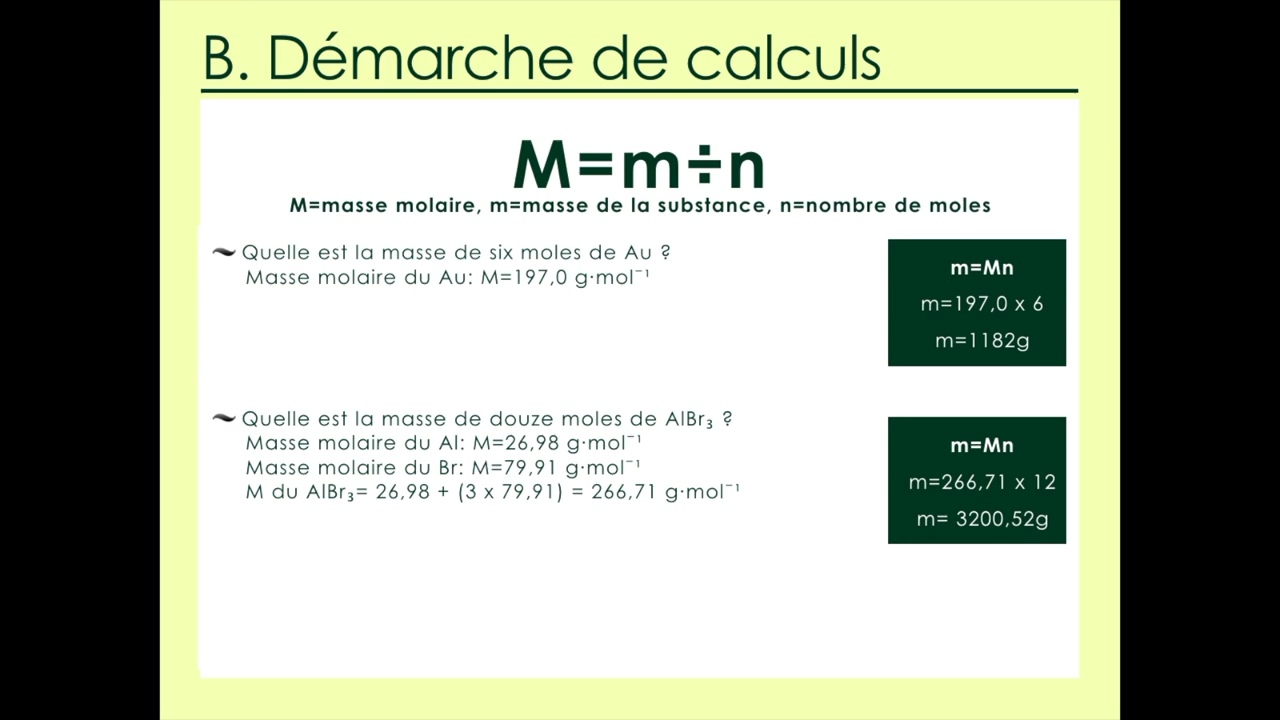 B. Démarche de calculs
M=m÷n
M=masse molaire, m=masse de la substance, n=nombre de moles
Quelle est la masse de six moles de Au ?
Masse molaire du Au: M=197,0 g·mol⁻¹
m=Mn
m=197,0 x 6
m=1182g
Quelle est la masse de douze moles de AlBr₃ ?
Masse molaire du Al: M=26,98 g·mol⁻¹
Masse molaire du Br: M=79,91 g·mol⁻¹
M du AlBr₃= 26,98 + (3 x 79,91) = 266,71 g·mol⁻¹
m=Mn
m=266,71 x 12
m= 3200,52g